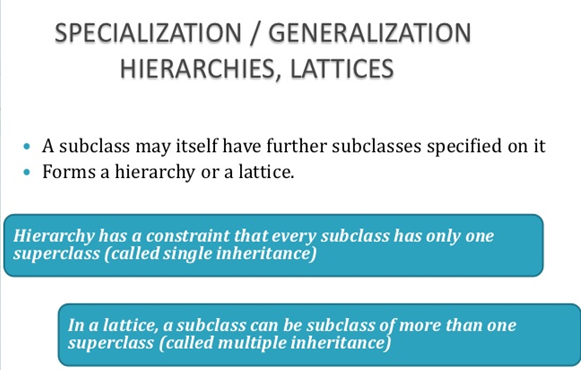 SPECIALIZATION / GENERALIZATION
HIERARCHIES, LATTICES
• A subclass may itself have further subclasses specified on it
• Forms a hierarchy or a lattice.
Hierarchy has a constraint that every subclass has only one
superclass (called single inheritance)
In a lattice, a subclass can be subclass of more than one
superclass (called multiple inheritance)